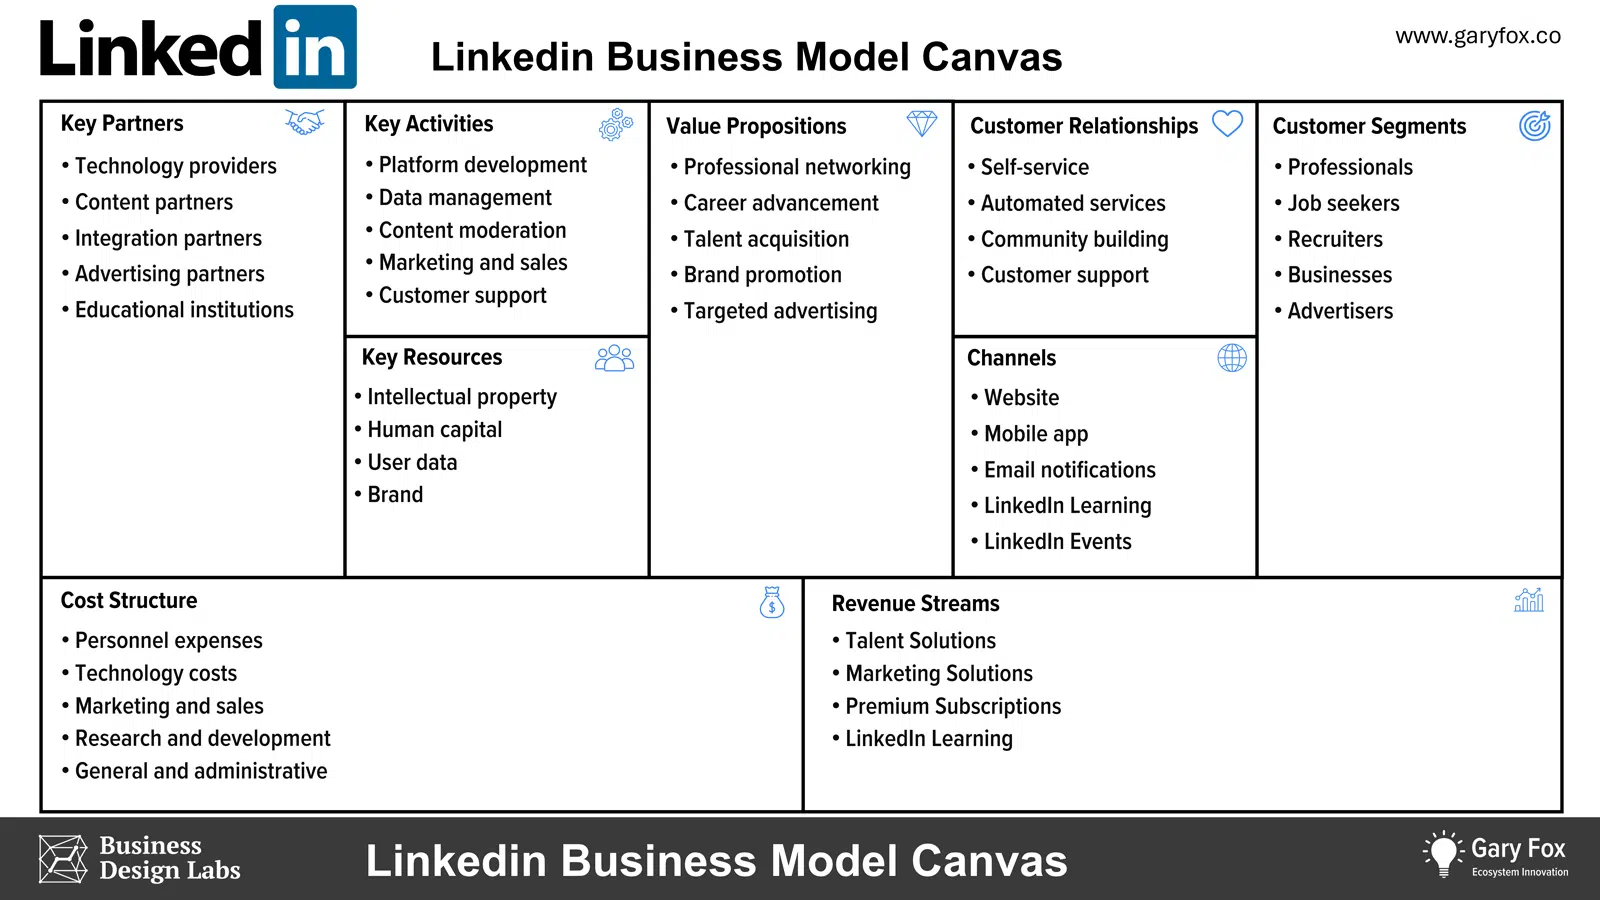 Linked in
Linkedin Business Model Canvas
www.garyfox.co
Key Partners
• Technology providers
• Content partners
• Integration partners
• Advertising partners
• Educational institutions
Key Activities
• Platform development
• Data management
• Content moderation
• Marketing and sales
• Customer support
Key Resources
• Intellectual property
• Human capital
• User data
• Brand
Value Propositions
• Professional networking
• Career advancement
• Talent acquisition
• Brand promotion
• Targeted advertising
Customer Relationships
• Self-service
• Automated services
• Community building
• Customer support
Channels
• Website
• Mobile app
• Email notifications
• LinkedIn Learning
• LinkedIn Events
Customer Segments
• Professionals
• Job seekers
• Recruiters
• Businesses
• Advertisers
Cost Structure
$
• Personnel expenses
• Technology costs
• Marketing and sales
• Research and development
• General and administrative
Revenue Streams
• Talent Solutions
• Marketing Solutions
• Premium Subscriptions
• LinkedIn Learning
Business
Design Labs
Linkedin Business Model Canvas
Gary Fox
Ecosystem Innovation